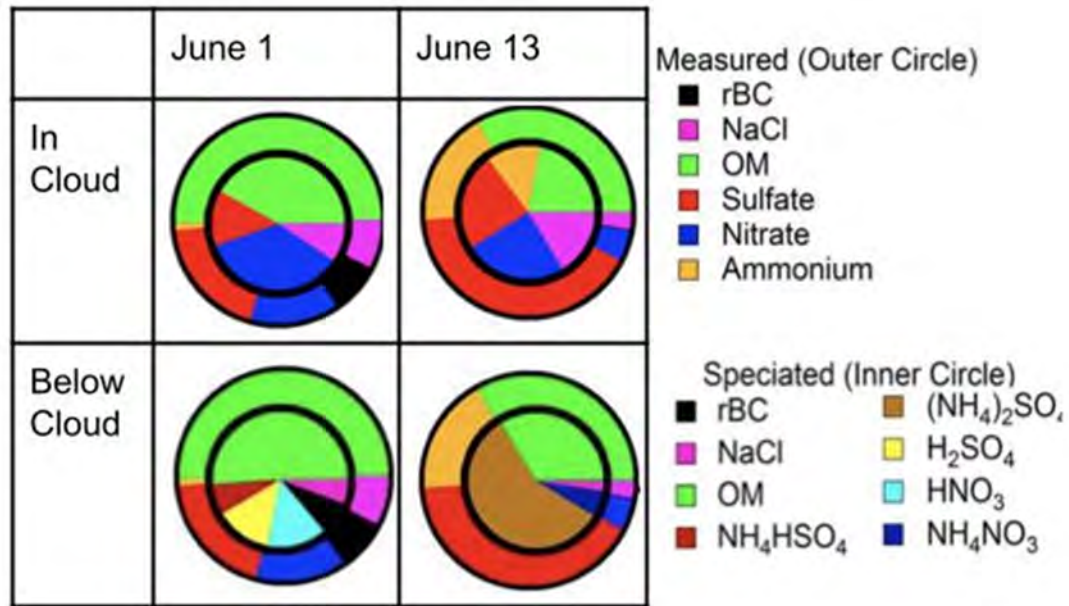 June 1
June 13
In
Cloud
Below
Cloud
Measured (Outer Circle)
rBC
NaCl
OM
Sulfate
Nitrate
Ammonium
Speciated (Inner Circle)
rBC
NaCl
OM
NH₄HSO₄
(NH₄)₂SO₄
H₂SO₄
HNO₃
NH₄NO₃